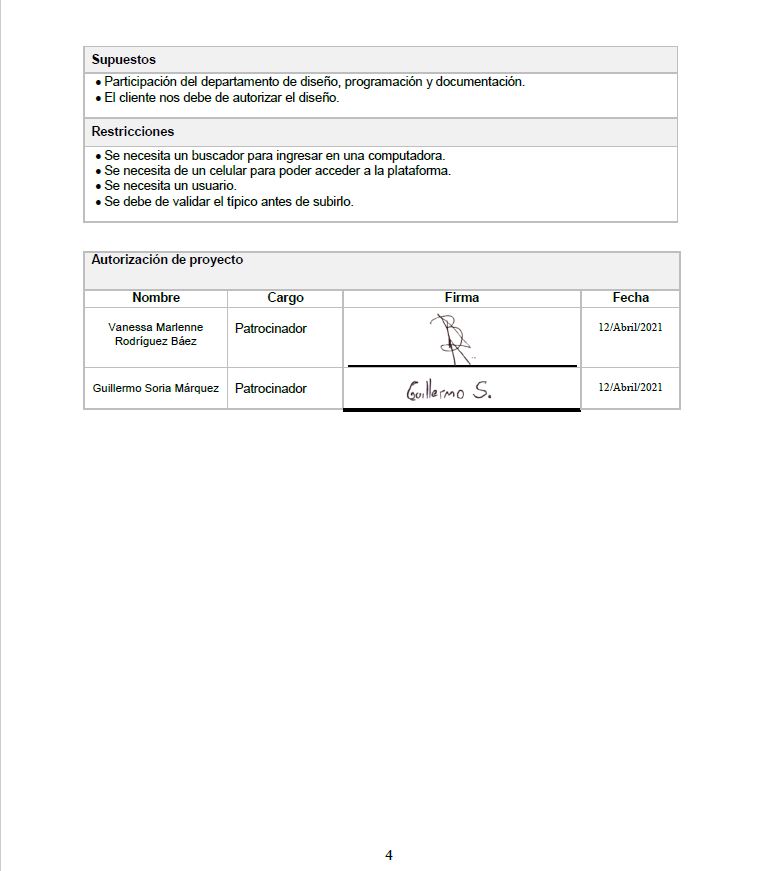 Supuestos
• Participación del departamento de diseño, programación y documentación.
• El cliente nos debe de autorizar el diseño.
Restricciones
• Se necesita un buscador para ingresar en una computadora.
• Se necesita de un celular para poder acceder a la plataforma.
• Se necesita un usuario.
• Se debe de validar el típico antes de subirlo.
Autorización de proyecto
Nombre Cargo Firma Fecha
Vanessa Marlenne
Rodríguez Báez Patrocinador 12/Abril/2021
Guillermo Soria Márquez Patrocinador Guillermo S. 12/Abril/2021
4